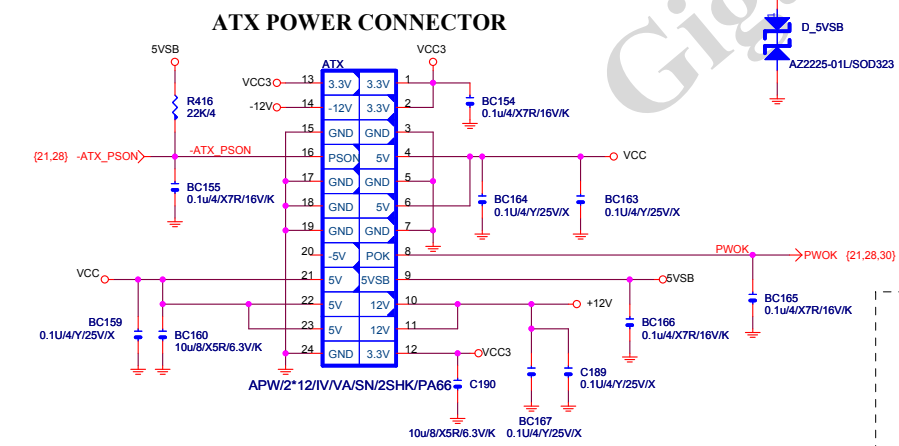 Gig
ATX POWER CONNECTOR
D_5VSB
AZ2225-01L/SOD323
5VSB
VCC3
ATX
VCC3
13 3.3V 3.3V 1
-12V
14 -12V 3.3V 2
R416
22K/4
BC154
0.1u/4/X7R/16V/K
15 GND GND 3
{21,28} -ATX_PSON
-ATX_PSON
16 PSON 5V 4
VCC
17 GND GND 5
BC155
0.1u/4/X7R/16V/K
18 GND 5V 6
BC164
0.1U/4/Y/25V/X
BC163
0.1U/4/Y/25V/X
19 GND GND 7
20 -5V POK 8
PWOK
PWOK {21,28,30}
VCC
21 5V 5VSB 9
5VSB
22 5V 12V 10
+12V
BC165
0.1u/4/X7R/16V/K
23 5V 12V 11
BC159
0.1U/4/Y/25V/X
BC160
10u/8/X5R/6.3V/K
BC166
0.1u/4/X7R/16V/K
24 GND 3.3V 12
VCC3
APW/2*12/IV/VA/SN/2SHK/PA66
C190
10u/8/X5R/6.3V/K
C189
0.1U/4/Y/25V/X
BC167
0.1U/4/Y/25V/X